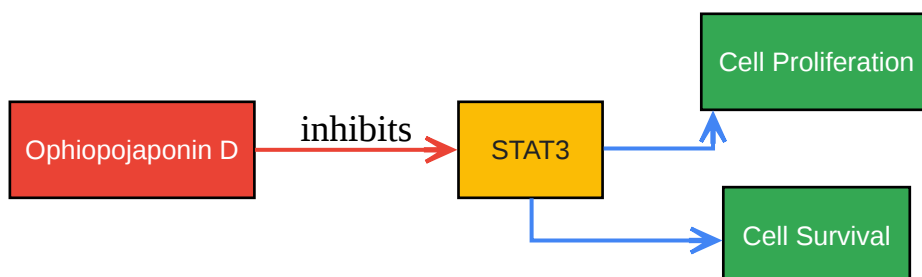 Cell Proliferation
inhibits
Ophiopojaponin D
STAT3
Cell Survival